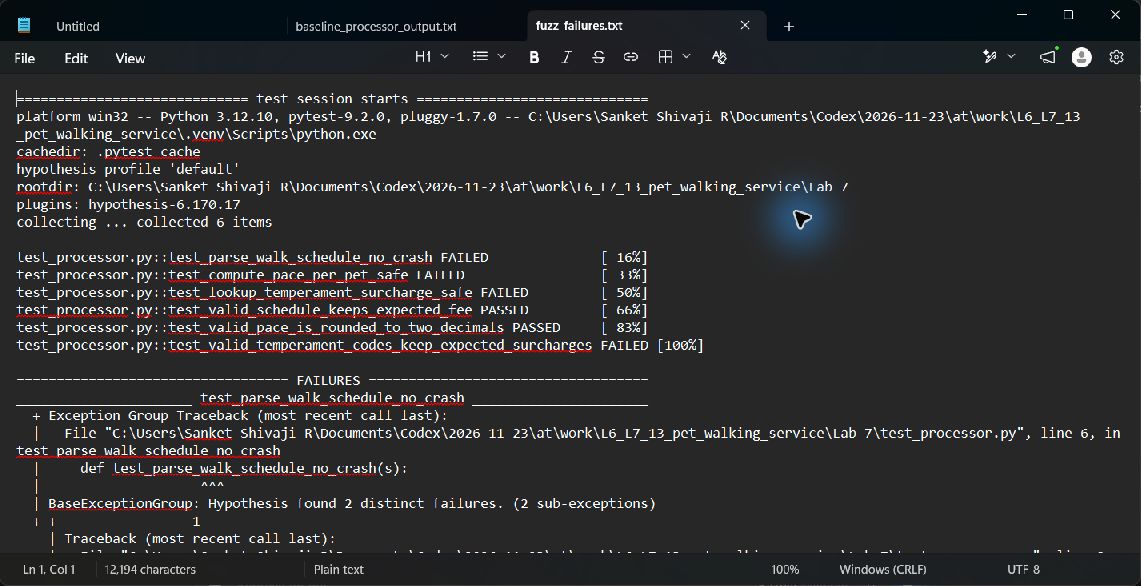 Untitled
baseline_processor_output.txt
fuzz_failures.txt
File
Edit
View
H1
============================= test session starts =============================
platform win32 -- Python 3.12.10, pytest-9.2.0, pluggy-1.7.0 -- C:\Users\Sanket Shivaji R\Documents\Codex\2026-11-23\at\work\L6_L7_13
_pet_walking_service\.venv\Scripts\python.exe
cachedir: .pytest_cache
hypothesis profile 'default'
rootdir: C:\Users\Sanket Shivaji R\Documents\Codex\2026-11-23\at\work\L6_L7_13_pet_walking_service\Lab 7
plugins: hypothesis-6.170.17
collecting ... collected 6 items
test_processor.py::test_parse_walk_schedule_no_crash FAILED [ 16%]
test_processor.py::test_compute_pace_per_pet_safe FAILED [ 33%]
test_processor.py::test_lookup_temperament_surcharge_safe FAILED [ 50%]
test_processor.py::test_valid_schedule_keeps_expected_fee PASSED [ 66%]
test_processor.py::test_valid_pace_is_rounded_to_two_decimals PASSED [ 83%]
test_processor.py::test_valid_temperament_codes_keep_expected_surcharges FAILED [100%]
================================== FAILURES ===================================
______________________ test_parse_walk_schedule_no_crash ______________________
+ Exception Group Traceback (most recent call last):
| File "C:\Users\Sanket Shivaji R\Documents\Codex\2026-11-23\at\work\L6_L7_13_pet_walking_service\Lab 7\test_processor.py", line 6, in
test_parse_walk_schedule_no_crash
| def test_parse_walk_schedule_no_crash(s):
| ^^^
| BaseExceptionGroup: Hypothesis found 2 distinct failures. (2 sub-exceptions)
+-+---------------- 1 ----------------
| Traceback (most recent call last):
Ln 1, Col 1
12,194 characters
Plain text
100%
Windows (CRLF)
UTF-8